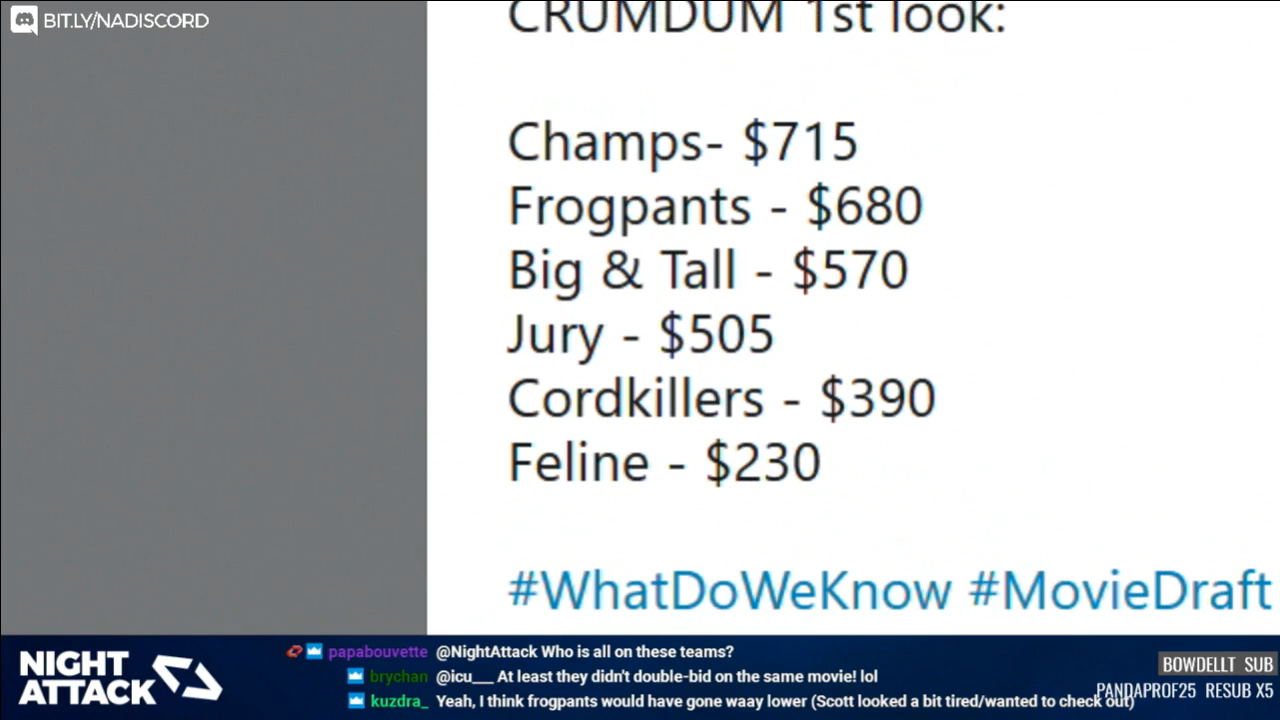 BIT.LY/NADISCORD
CRUMDUM 1st look:
Champs- $715
Frogpants - $680
Big & Tall - $570
Jury - $505
Cordkillers - $390
Feline - $230
#WhatDoWeKnow #MovieDraft
NIGHT
ATTACK
papabouvette @NightAttack Who is all on these teams?
brychan @icu___ At least they didn't double-bid on the same movie! lol
kuzdra_ Yeah, I think frogpants would have gone waay lower (Scott looked a bit tired/wanted to check out)
BOWDELLT SUB
PANDAPROF25 RESUB X5